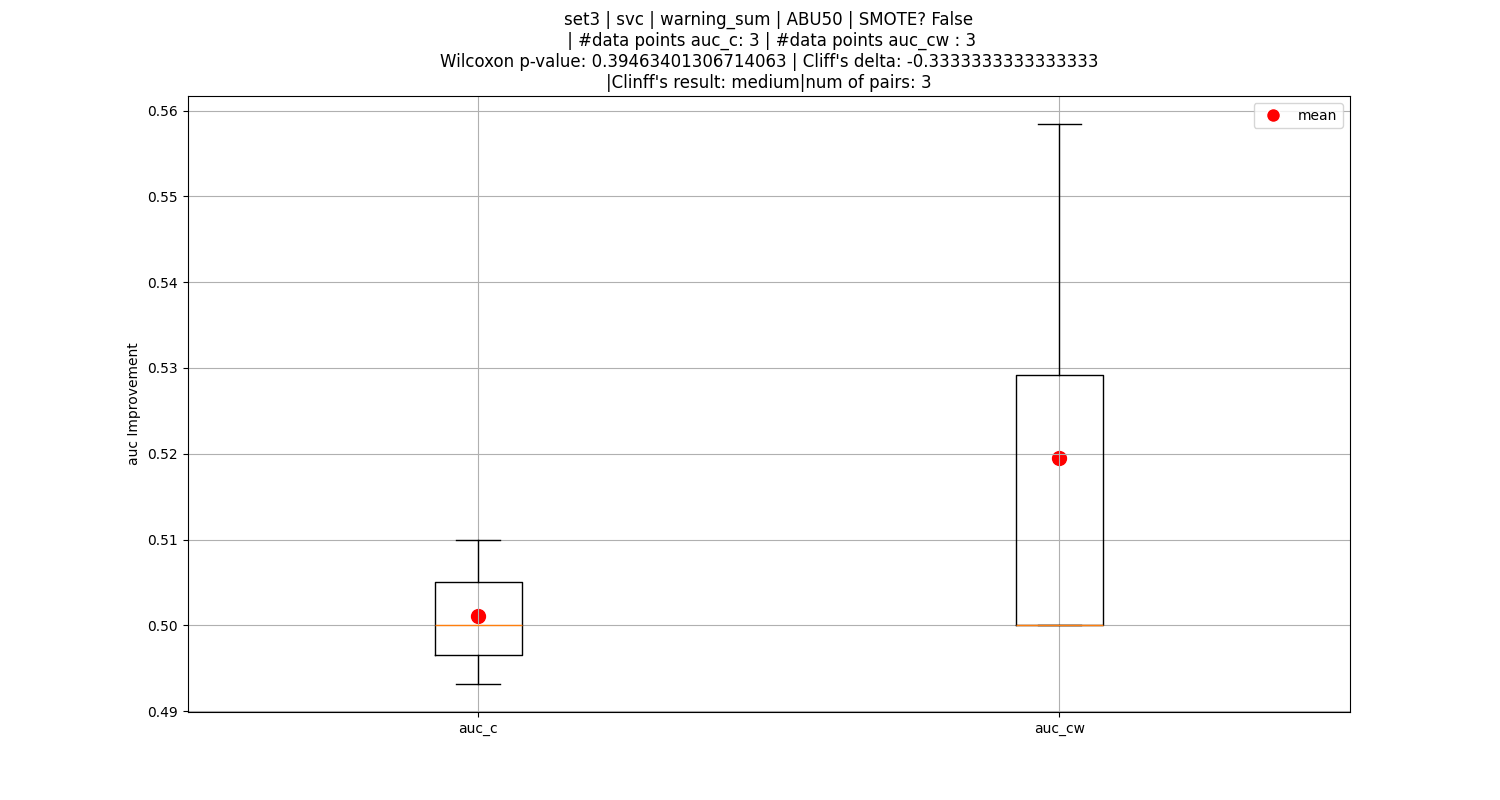 set3 | svc | warning_sum | ABU50 | SMOTE? False
| #data points auc_c: 3 | #data points auc_cw : 3
Wilcoxon p-value: 0.39463401306714063 | Cliff's delta: -0.3333333333333333
|Clinff's result: medium|num of pairs: 3
mean
0.56
0.55
0.54
0.53
0.52
0.51
0.50
0.49
auc Improvement
auc_c
auc_cw